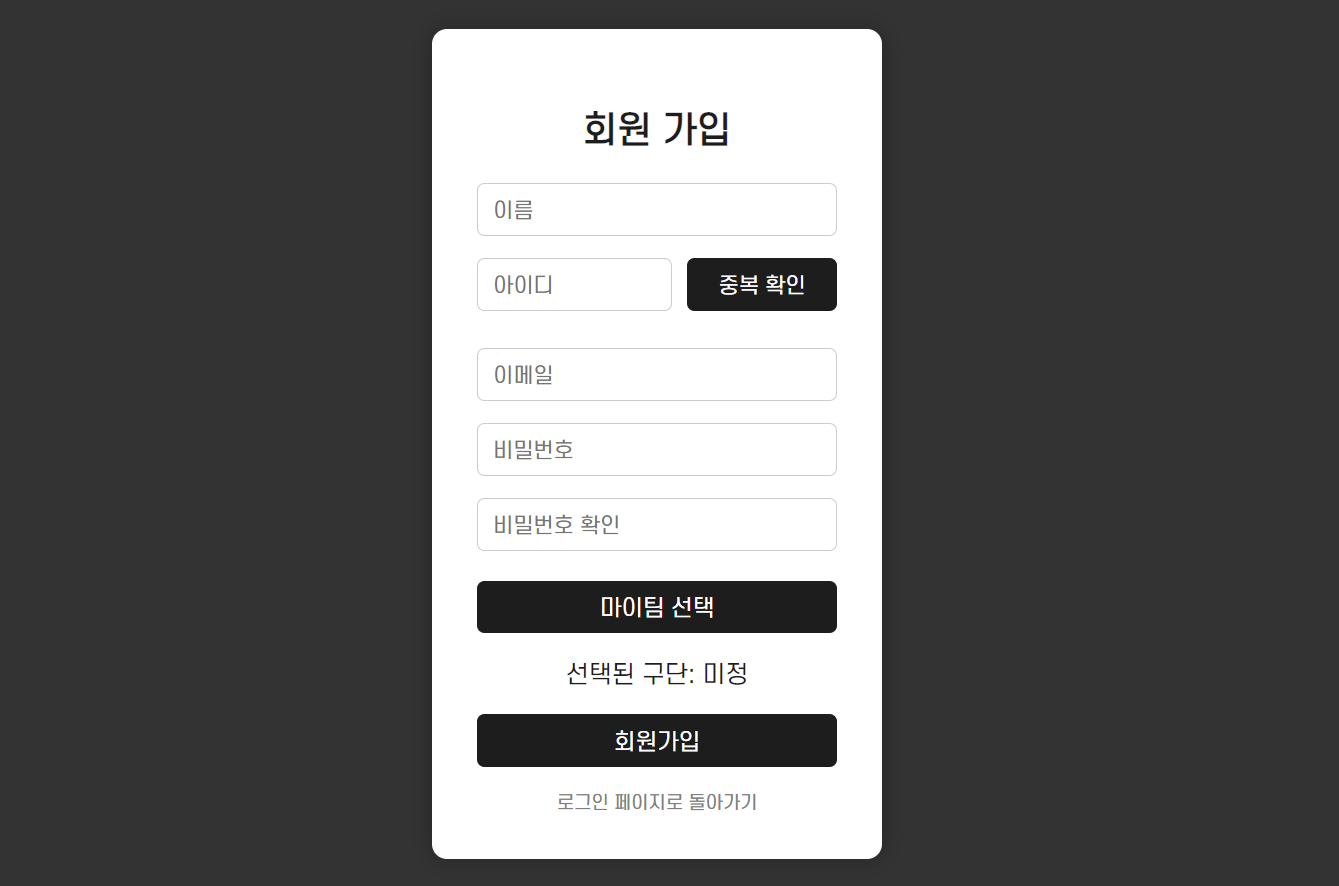 회원 가입
이름
아이디
중복 확인
이메일
비밀번호
비밀번호 확인
마이팀 선택
선택된 구단: 미정
회원가입
로그인 페이지로 돌아가기